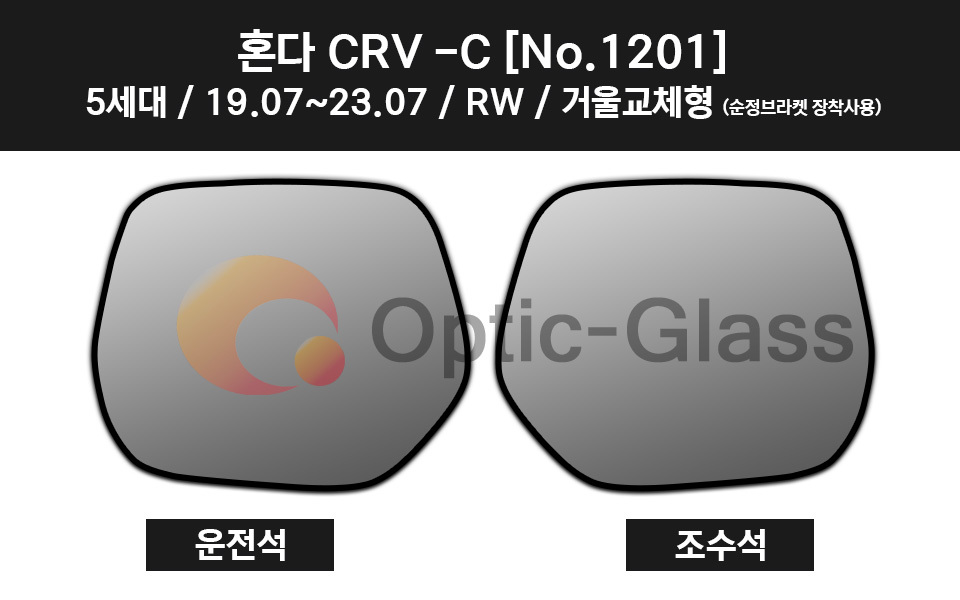 혼다 CRV -C [No.1201]
5세대 / 19.07~23.07 / RW / 거울교체형 (순정브라켓 장착사용)
Optic-Glass
운전석
조수석